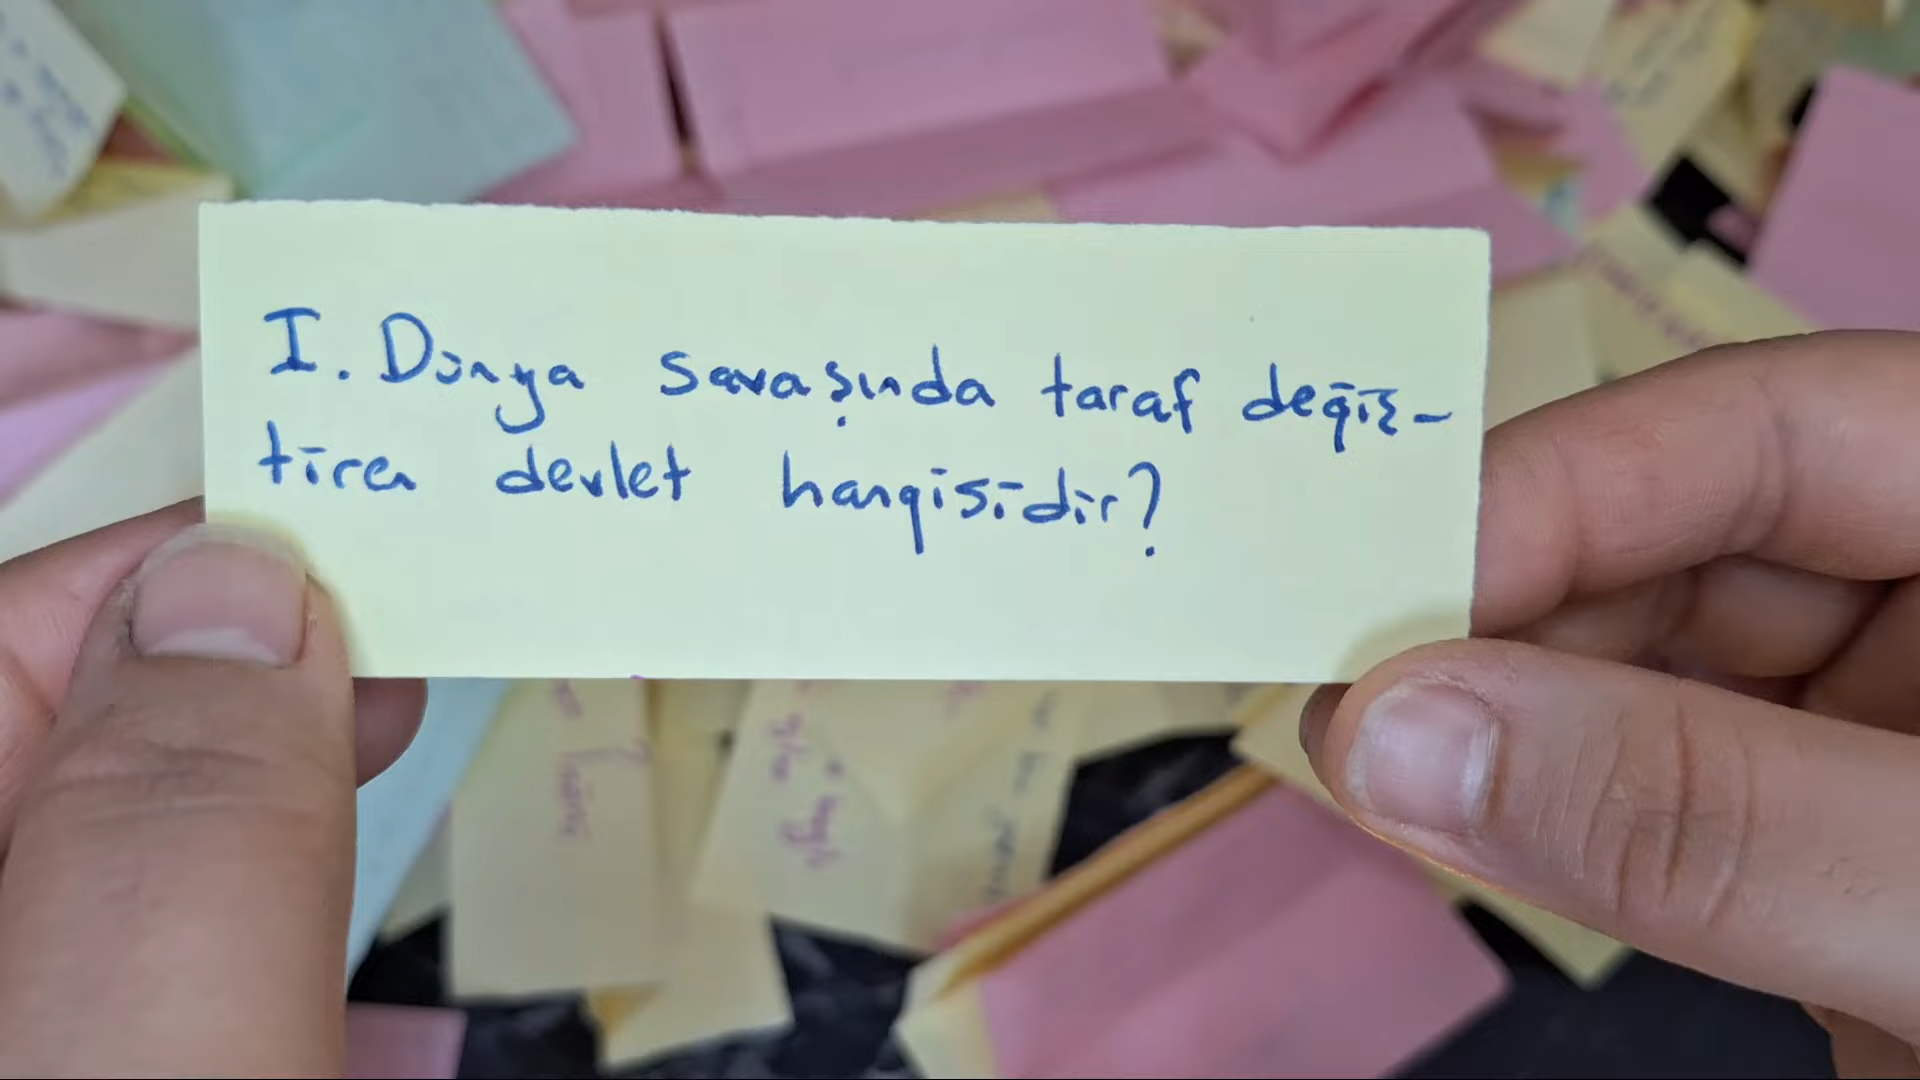 I. Dünya savaşında taraf değiş-
tiren devlet hangisidir?